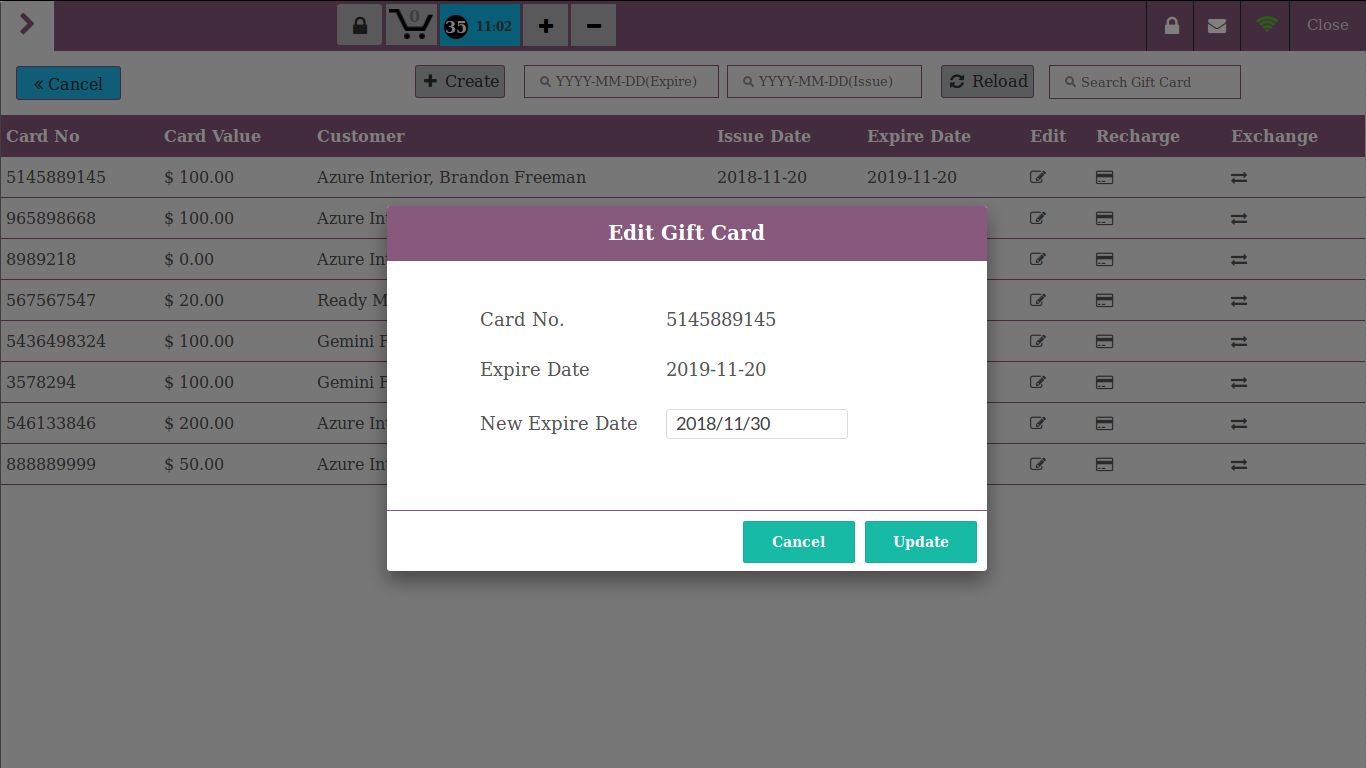 0
35 11:02
Close
« Cancel
Create
YYYY-MM-DD(Expire)
YYYY-MM-DD(Issue)
Reload
Search Gift Card
Card No Card Value Customer Issue Date Expire Date Edit Recharge Exchange
5145889145 $ 100.00 Azure Interior, Brandon Freeman 2018-11-20 2019-11-20
965898668 $ 100.00 Azure
8989218 $ 0.00 Azure
567567547 $ 20.00 Ready
5436498324 $ 100.00 Gemini
3578294 $ 100.00 Gemini
546133846 $ 200.00 Azure
888889999 $ 50.00 Azure
Edit Gift Card
Card No. 5145889145
Expire Date 2019-11-20
New Expire Date 2018/11/30
Cancel Update